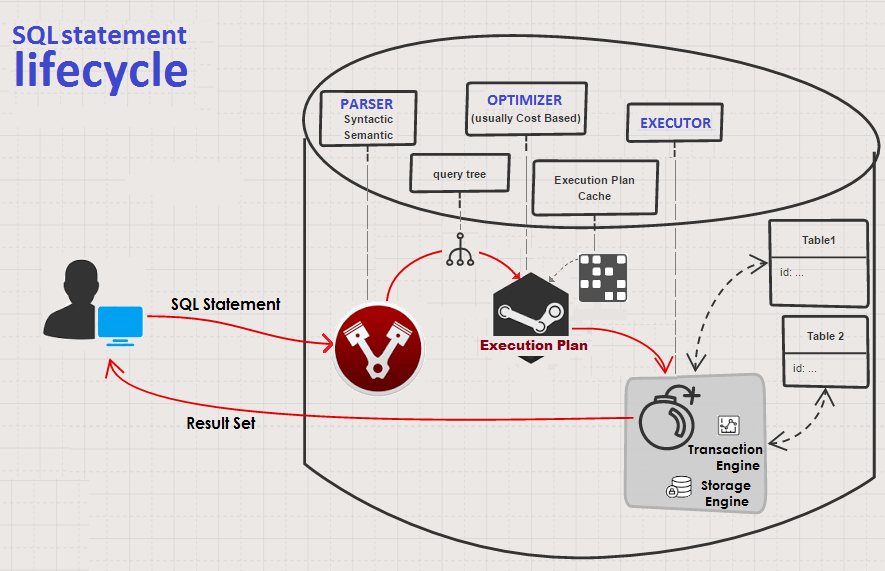 SQL statement
lifecycle
PARSER
Syntactic
Semantic
OPTIMIZER
(usually Cost Based)
EXECUTOR
query tree
Execution Plan
Cache
Table1
id: ...
SQL Statement
Execution Plan
Table 2
id: ...
Result Set
Transaction
Engine
Storage
Engine